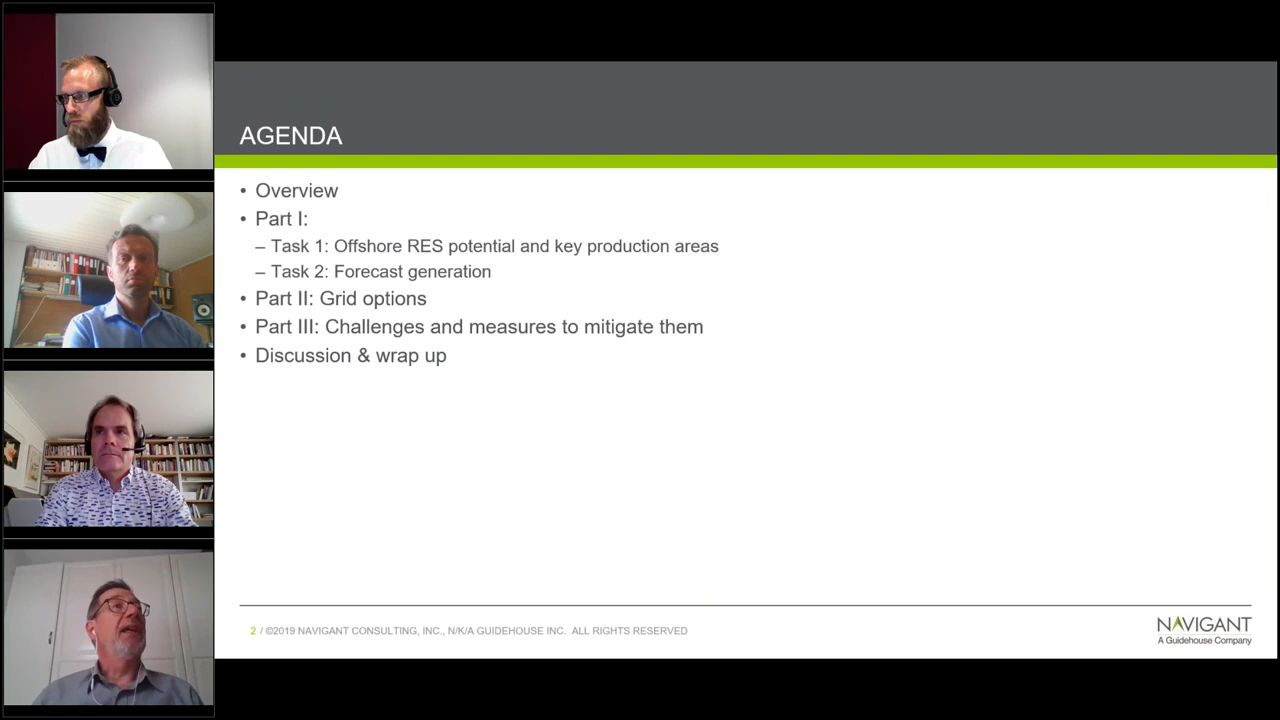 AGENDA
• Overview
• Part I:
– Task 1: Offshore RES potential and key production areas
– Task 2: Forecast generation
• Part II: Grid options
• Part III: Challenges and measures to mitigate them
• Discussion & wrap up
2 / ©2019 NAVIGANT CONSULTING, INC., N/K/A GUIDEHOUSE INC. ALL RIGHTS RESERVED
NAVIGANT
A Guidehouse Company